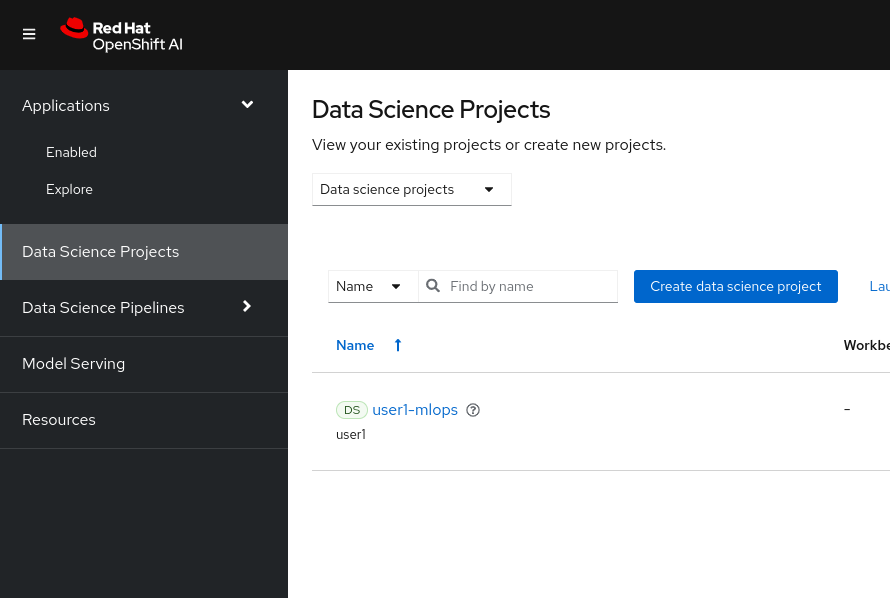 Red Hat
OpenShift AI
Applications
Enabled
Explore
Data Science Projects
Data Science Pipelines
Model Serving
Resources
Data Science Projects
View your existing projects or create new projects.
Data science projects
Name
Find by name
Create data science project
Lau
Name
Workbe
DS user1-mlops
-
user1